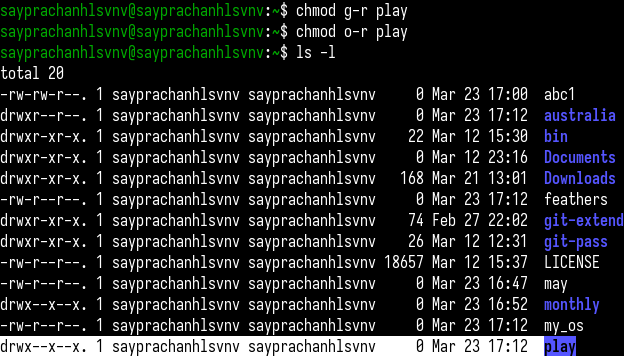 sayprachanhlsvnv@sayprachanhlsvnv:~$ chmod g-r play
sayprachanhlsvnv@sayprachanhlsvnv:~$ chmod o-r play
sayprachanhlsvnv@sayprachanhlsvnv:~$ ls -l
total 20
-rw-rw-r--. 1 sayprachanhlsvnv sayprachanhlsvnv     0 Mar 23 17:00  abc1
drwxr--r--. 1 sayprachanhlsvnv sayprachanhlsvnv     0 Mar 23 17:12  australia
drwxr-xr-x. 1 sayprachanhlsvnv sayprachanhlsvnv    22 Mar 12 15:30  bin
drwxr-xr-x. 1 sayprachanhlsvnv sayprachanhlsvnv     0 Mar 12 23:16  Documents
drwxr-xr-x. 1 sayprachanhlsvnv sayprachanhlsvnv   168 Mar 21 13:01  Downloads
-rw-r--r--. 1 sayprachanhlsvnv sayprachanhlsvnv     0 Mar 23 17:12  feathers
drwxr-xr-x. 1 sayprachanhlsvnv sayprachanhlsvnv    74 Feb 27 22:02  git-extend
drwxr-xr-x. 1 sayprachanhlsvnv sayprachanhlsvnv    26 Mar 12 12:31  git-pass
-rw-r--r--. 1 sayprachanhlsvnv sayprachanhlsvnv 18657 Mar 12 15:37  LICENSE
-rw-r--r--. 1 sayprachanhlsvnv sayprachanhlsvnv     0 Mar 23 16:47  may
drwx--x--x. 1 sayprachanhlsvnv sayprachanhlsvnv     0 Mar 23 16:52  monthly
-rw-r--r--. 1 sayprachanhlsvnv sayprachanhlsvnv     0 Mar 23 17:12  my_os
drwx--x--x. 1 sayprachanhlsvnv sayprachanhlsvnv     0 Mar 23 17:12  play